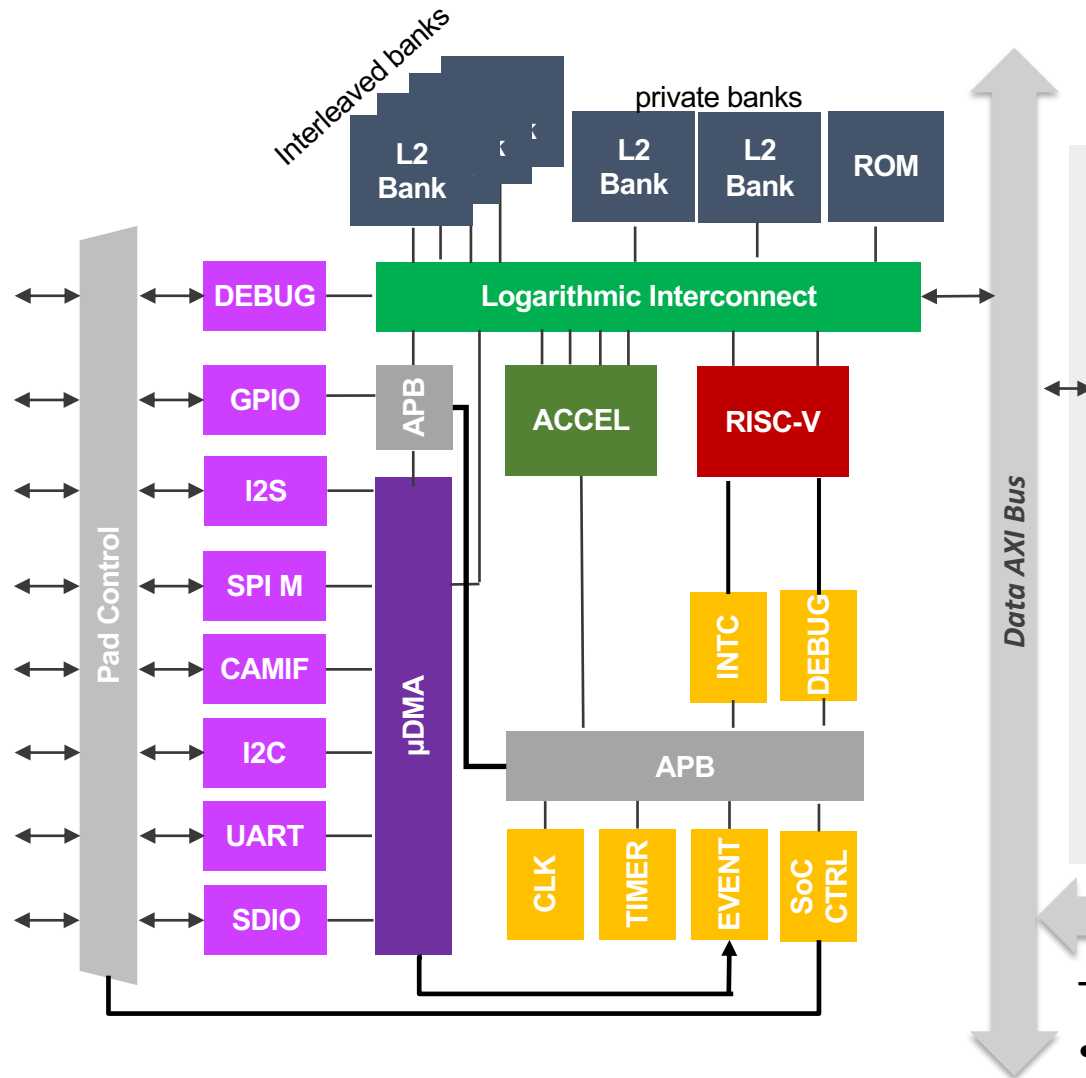 Interleaved banks
private banks
L2
Bank
k
k
L2
Bank
L2
Bank
ROM
DEBUG
Logarithmic Interconnect
GPIO
APB
ACCEL
RISC-V
I2S
Pad Control
SPI M
CAMIF
I2C
UART
SDIO
µDMA
INTC
DEBUG
APB
CLK
TIMER
EVENT
SoC
CTRL
Data AXI Bus